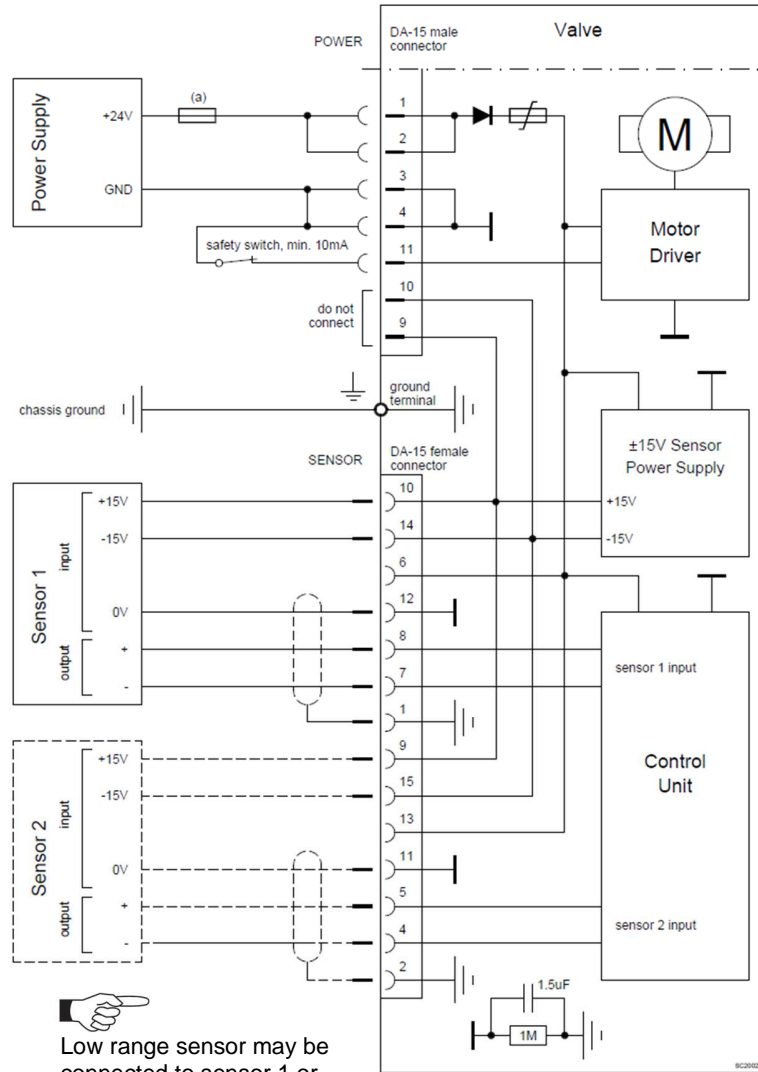 POWER
DA-15 male
connector
Valve
Power Supply
+24V
(a)
GND
safety switch, min. 10mA
do not
connect
1
2
3
4
11
10
9
M
Motor
Driver
chassis ground
ground
terminal
SENSOR
DA-15 female
connector
±15V Sensor
Power Supply
+15V
-15V
Sensor 1
input
+15V
-15V
0V
output
+
-
10
14
6
12
8
7
1
sensor 1 input
Control
Unit
sensor 2 input
Sensor 2
input
+15V
-15V
0V
output
+
-
9
15
13
11
5
4
2
1.5uF
1M
Low range sensor may be
connected to sensor 1 or